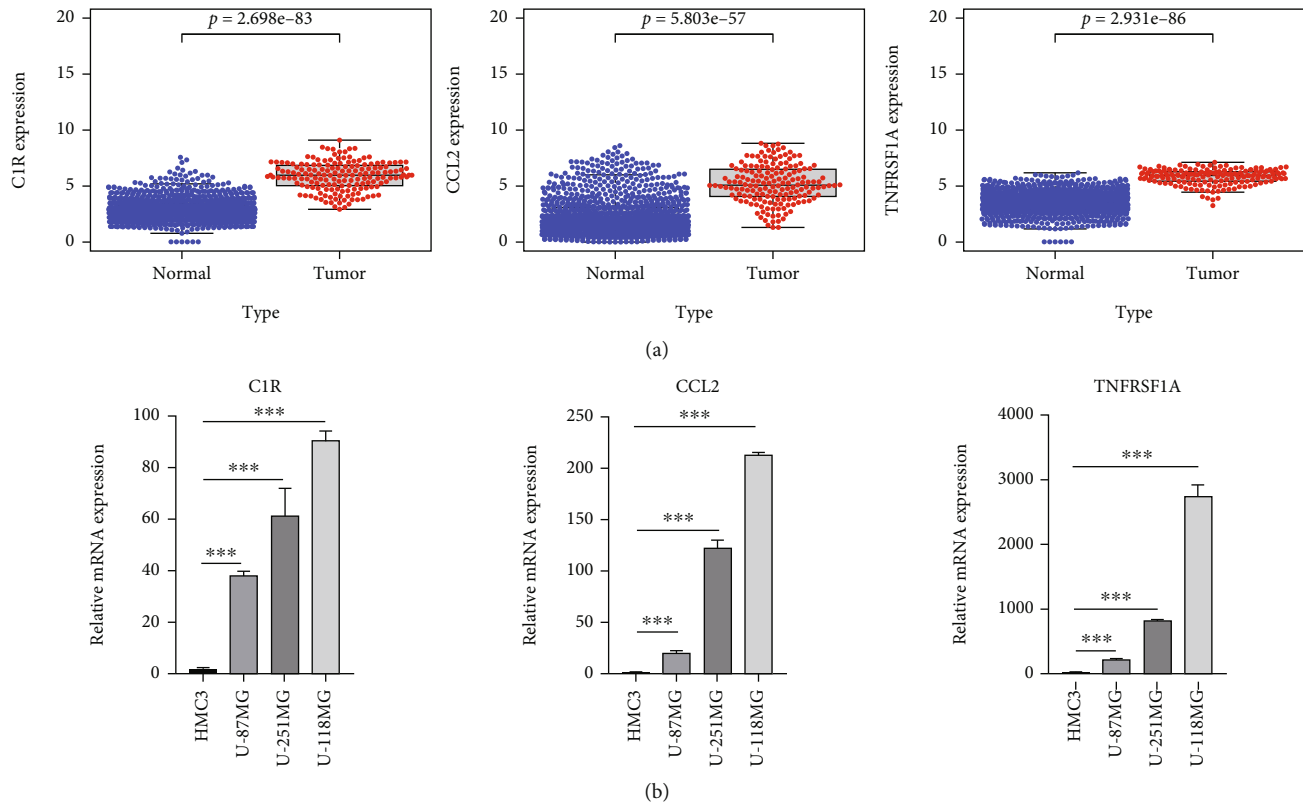 p = 2.698e–83
20
15
10
5
0
C1R expression
Normal
Tumor
Type
p = 5.803e–57
20
15
10
5
0
CCL2 expression
Normal
Tumor
Type
p = 2.931e–86
20
15
10
5
0
TNFRSF1A expression
Normal
Tumor
Type
(a)
C1R
100
80
60
40
20
0
Relative mRNA expression
***
***
***
HMC3
U-87MG
U-251MG
U-118MG
CCL2
250
200
150
100
50
0
Relative mRNA expression
***
***
***
HMC3
U-87MG
U-251MG
U-118MG
TNFRSF1A
4000
3000
2000
1000
0
Relative mRNA expression
***
***
***
HMC3
U-87MG
U-251MG
U-118MG
(b)